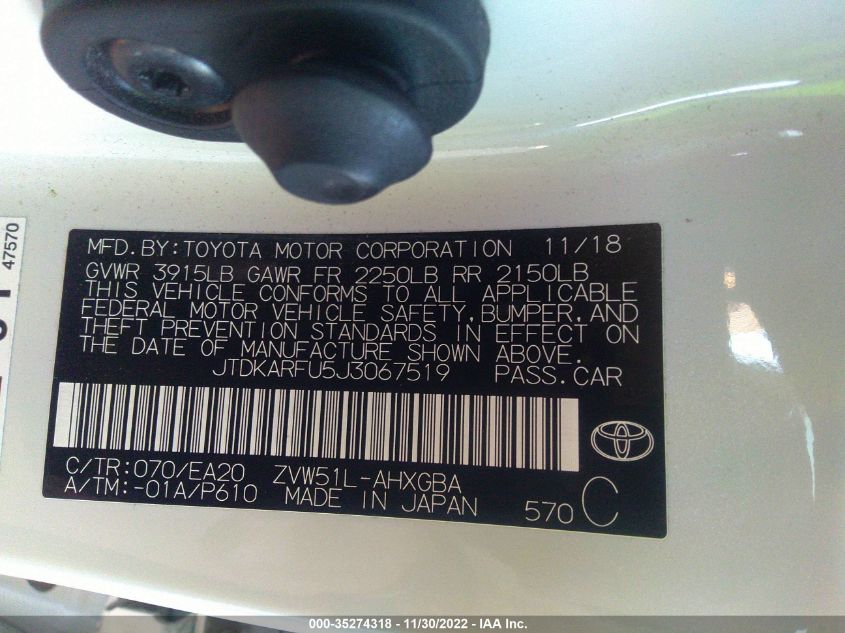 47570
MFD.BY:TOYOTA MOTOR CORPORATION 11/18
GVWR 3915LB GAWR FR 2250LB RR 2150LB
THIS VEHICLE CONFORMS TO ALL APPLICABLE
FEDERAL MOTOR VEHICLE SAFETY,BUMPER,AND
THEFT PREVENTION STANDARDS IN EFFECT ON
THE DATE OF MANUFACTURE SHOWN ABOVE.
JTDKARFU5J3067519 PASS.CAR
C/TR:070/EA20 ZVW51L-AHXGBA
A/TM:-01A/P610 MADE IN JAPAN 570 C
000-35274318 - 11/30/2022 - IAA Inc.